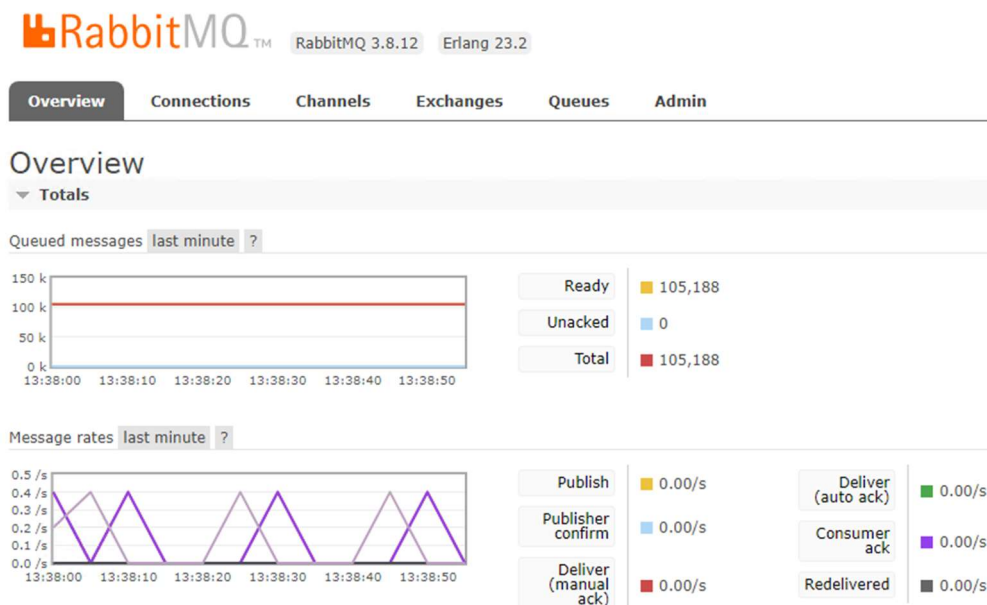 RabbitMQ TM RabbitMQ 3.8.12 Erlang 23.2
Overview Connections Channels Exchanges Queues Admin
Overview
Totals
Queued messages last minute ?
150 k
100 k
50 k
0 k
13:38:00 13:38:10 13:38:20 13:38:30 13:38:40 13:38:50
Ready 105,188
Unacked 0
Total 105,188
Message rates last minute ?
0.5 /s
0.4 /s
0.3 /s
0.2 /s
0.1 /s
0.0 /s
13:38:00 13:38:10 13:38:20 13:38:30 13:38:40 13:38:50
Publish 0.00/s
Publisher
confirm 0.00/s
Deliver
(manual
ack) 0.00/s
Deliver
(auto ack) 0.00/s
Consumer
ack 0.00/s
Redelivered 0.00/s